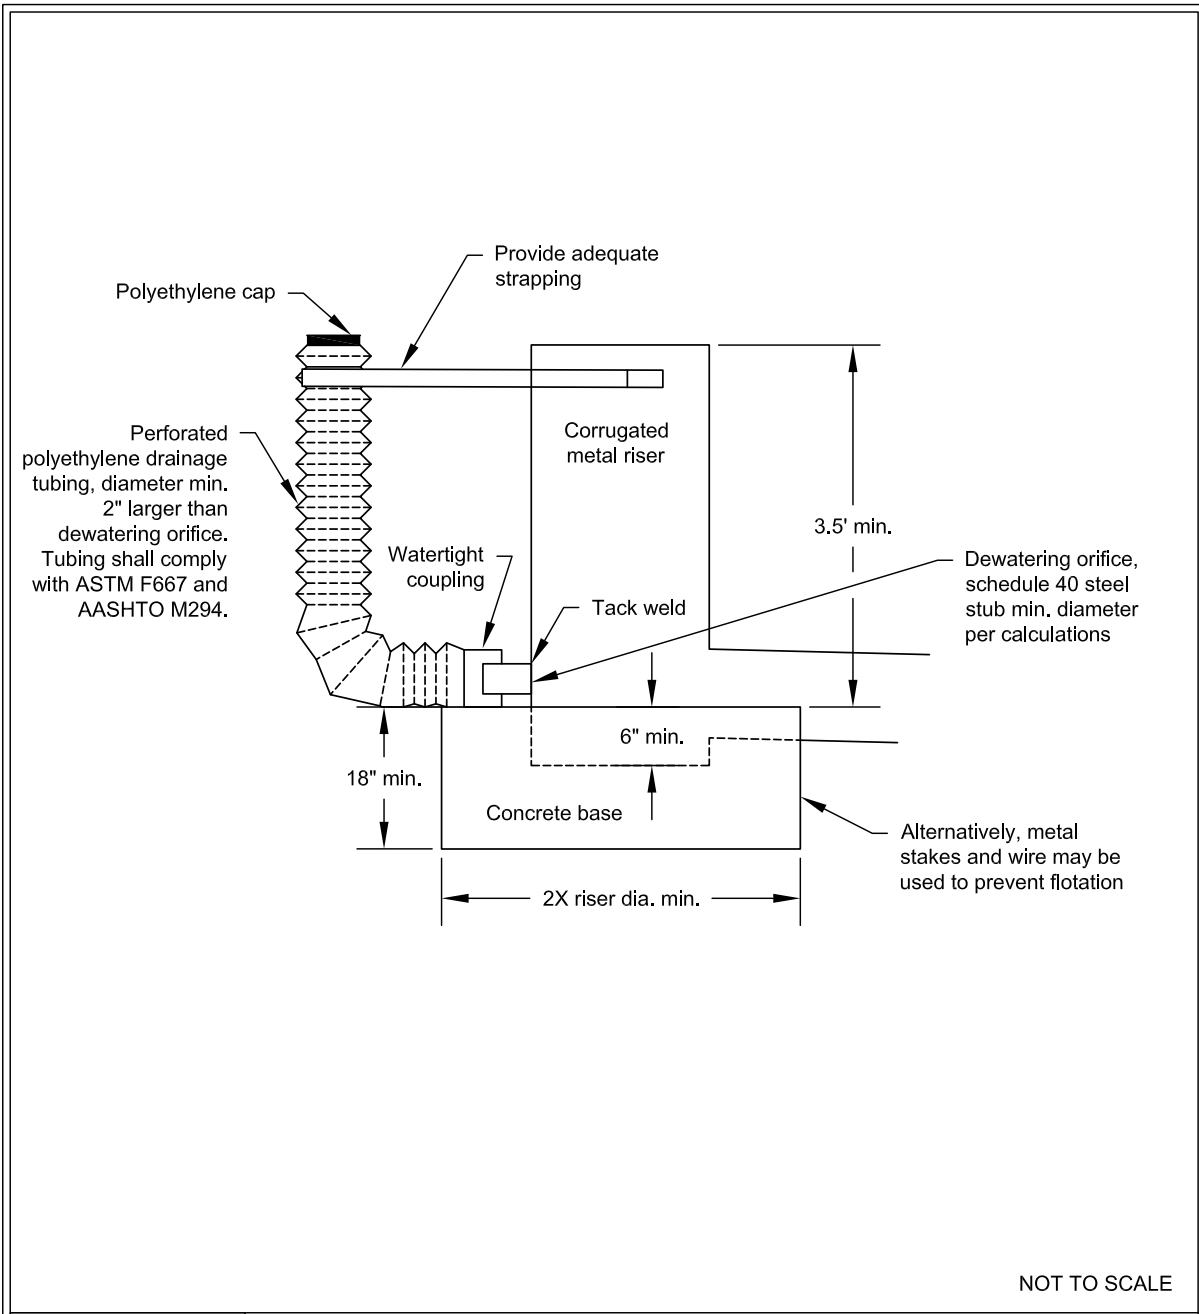 Provide adequate
strapping
Polyethylene cap
Perforated
polyethylene drainage
tubing, diameter min.
2" larger than
dewatering orifice.
Tubing shall comply
with ASTM F667 and
AASHTO M294.
Corrugated
metal riser
3.5' min.
Watertight
coupling
Tack weld
Dewatering orifice,
schedule 40 steel
stub min. diameter
per calculations
6" min.
18" min.
Concrete base
Alternatively, metal
stakes and wire may be
used to prevent flotation
2X riser dia. min.
NOT TO SCALE